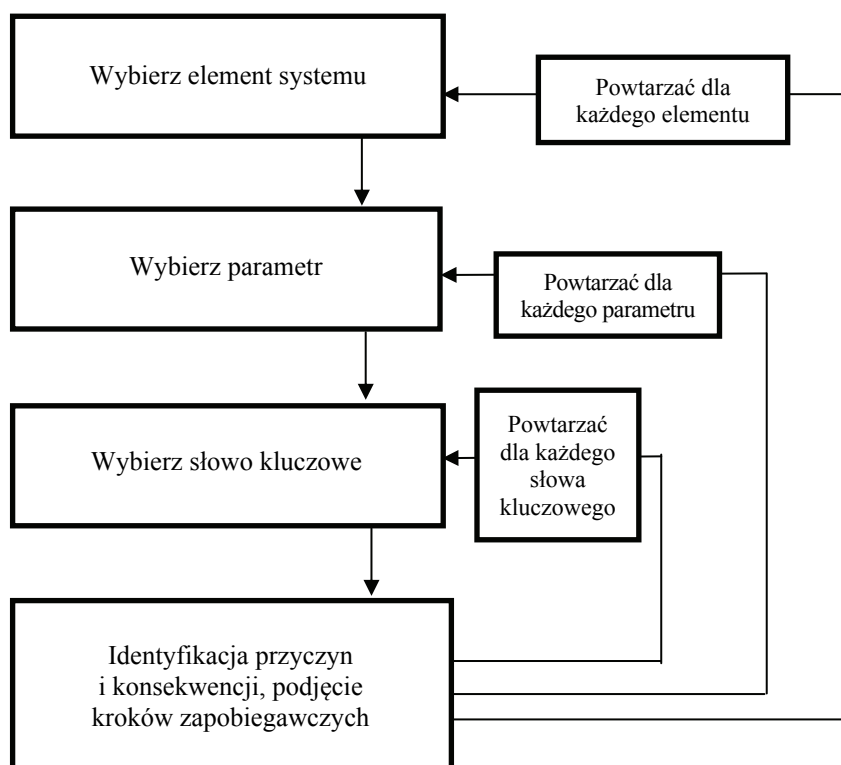 Wybierz element systemu
Powtarzać dla
każdego elementu
Wybierz parametr
Powtarzać dla
każdego parametru
Wybierz słowo kluczowe
Powtarzać
dla każdego
słowa
kluczowego
Identyfikacja przyczyn
i konsekwencji, podjęcie
kroków zapobiegawczych